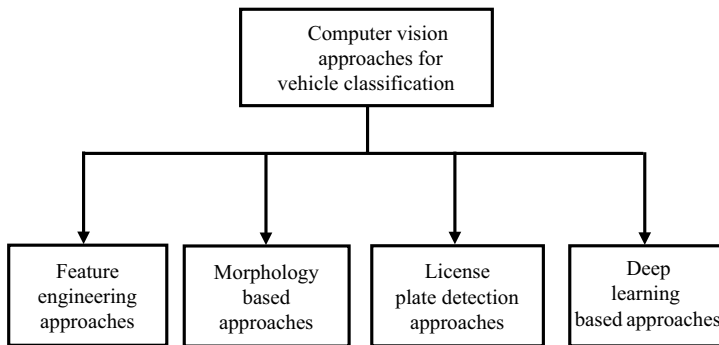 Computer vision
approaches for
vehicle classification
Feature
engineering
approaches
Morphology
based
approaches
License
plate detection
approaches
Deep
learning
based approaches